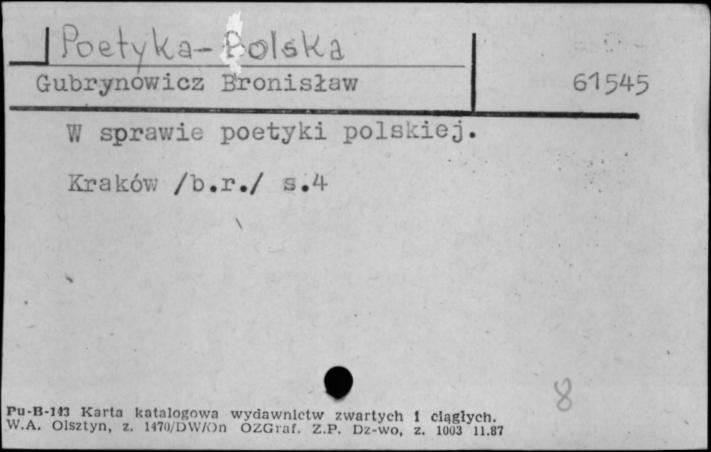 Poetyka - Polska
Gubrynowicz Bronisław 61545
W sprawie poetyki polskiej.
Kraków /b.r./ s.4
8
Pu-B-143 Karta katalogowa wydawnictw zwartych i ciągłych.
W.A. Olsztyn, z. 1470/DW/On OZGraf. Z.P. Dz-wo, z. 1003 11.87